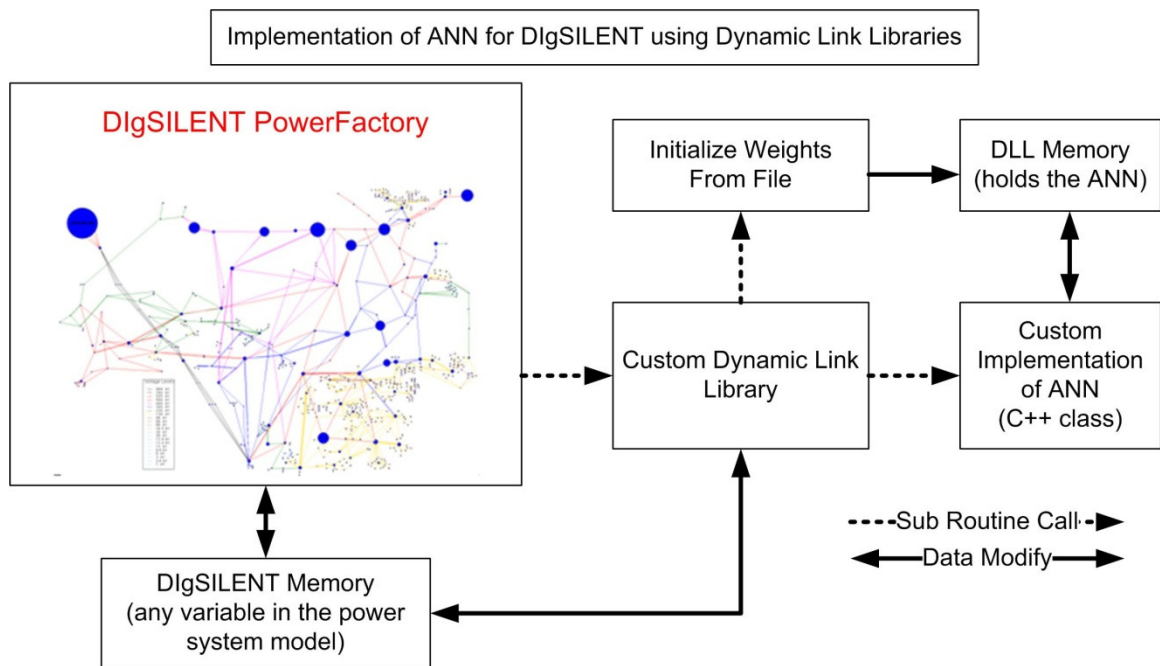 Implementation of ANN for DIgSILENT using Dynamic Link Libraries
DIgSILENT PowerFactory
Initialize Weights
From File
DLL Memory
(holds the ANN)
Custom Dynamic Link
Library
Custom
Implementation
of ANN
(C++ class)
Sub Routine Call
Data Modify
DIgSILENT Memory
(any variable in the power
system model)